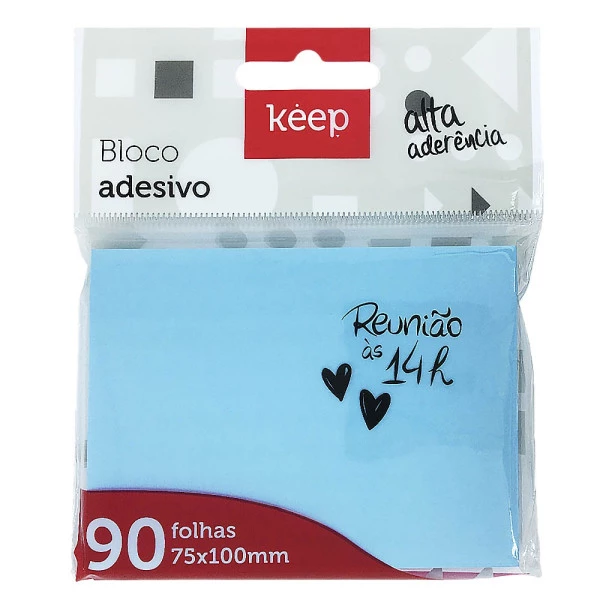 keep
alta
aderência
Bloco
adesivo
Reunião
às
14h
90
folhas
75x100mm